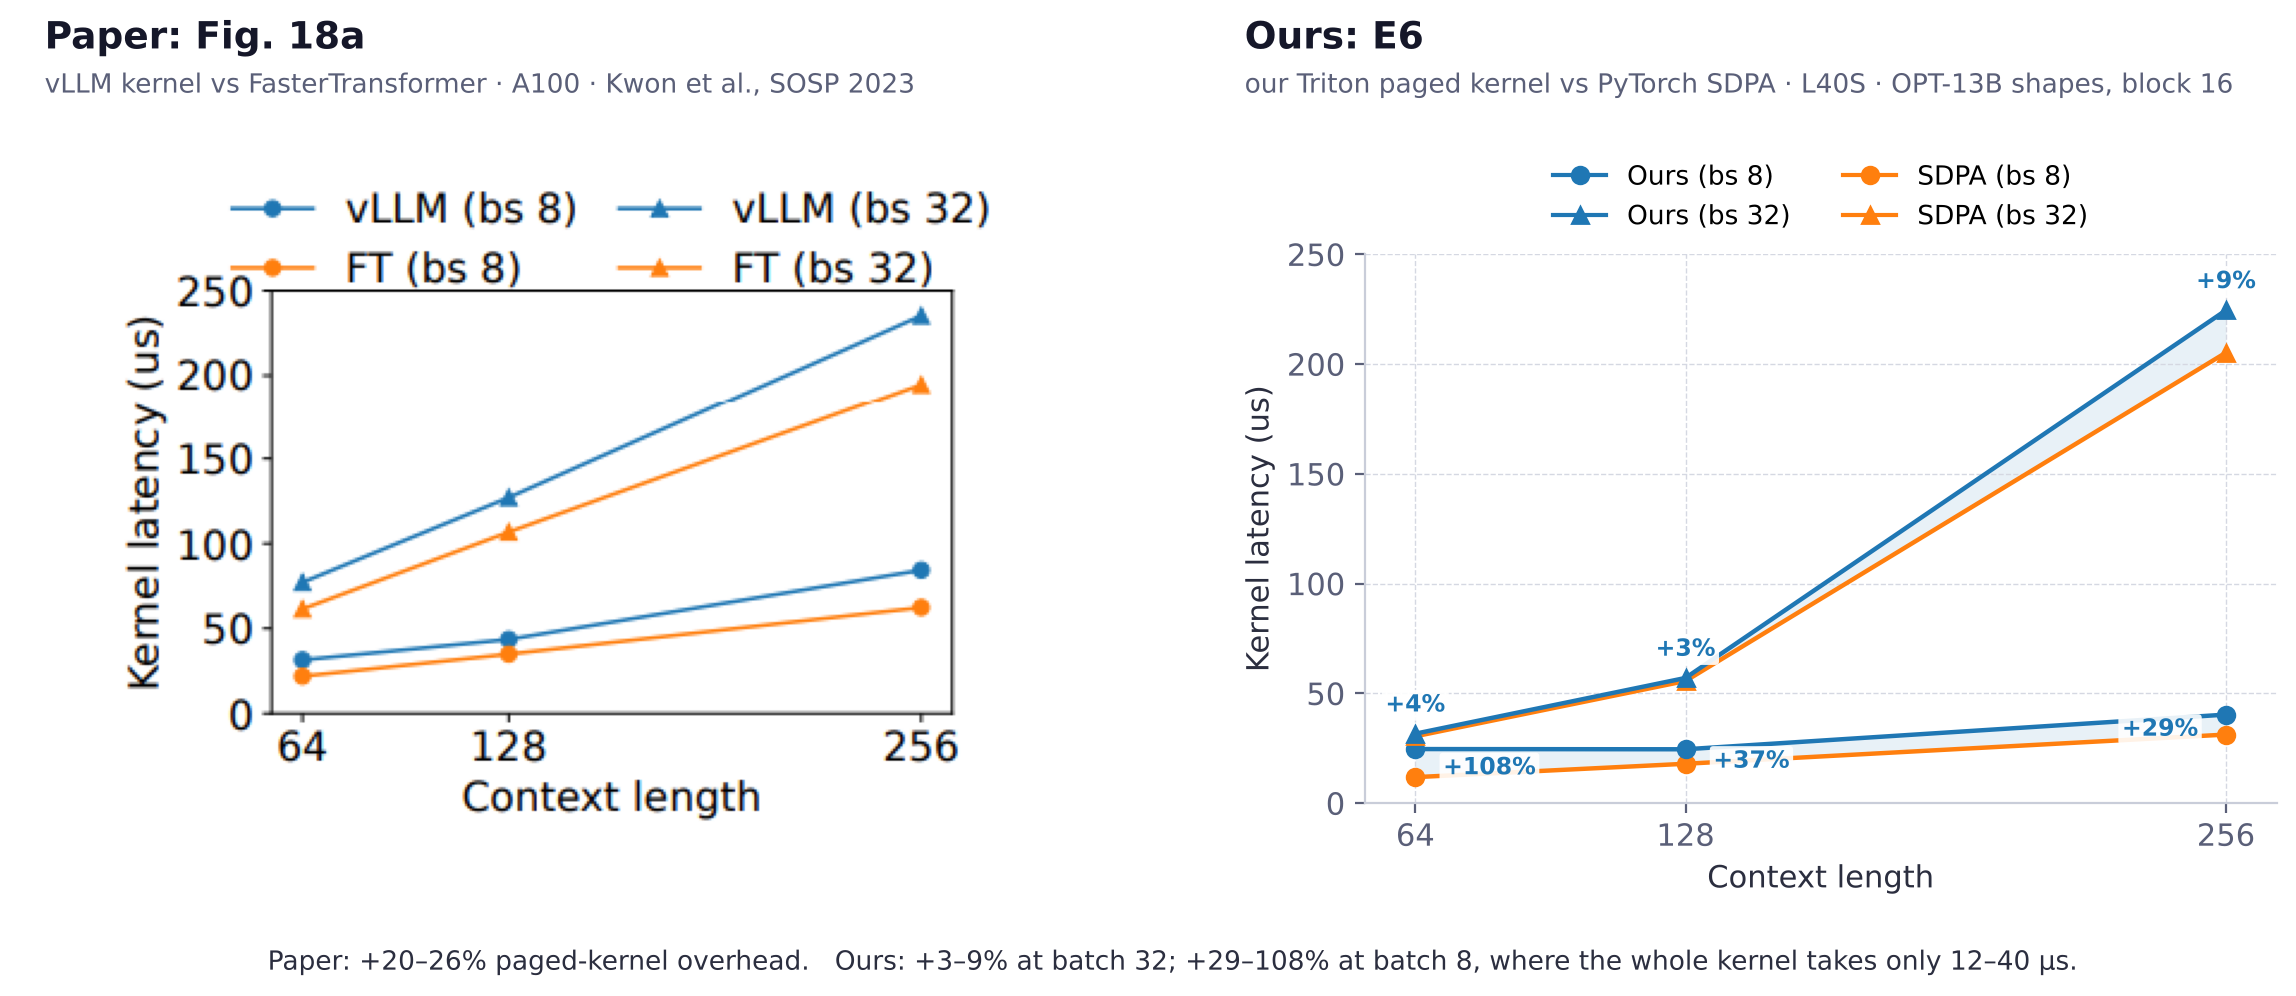 Paper: Fig. 18a
vLLM kernel vs FasterTransformer · A100 · Kwon et al., SOSP 2023
vLLM (bs 8)
vLLM (bs 32)
FT (bs 8)
FT (bs 32)
Kernel latency (us)
250
200
150
100
50
0
64
128
256
Context length
Ours: E6
our Triton paged kernel vs PyTorch SDPA · L40S · OPT-13B shapes, block 16
Ours (bs 8)
SDPA (bs 8)
Ours (bs 32)
SDPA (bs 32)
Kernel latency (us)
250
200
150
100
50
0
+9%
+3%
+4%
+29%
+37%
+108%
64
128
256
Context length
Paper: +20–26% paged-kernel overhead. Ours: +3–9% at batch 32; +29–108% at batch 8, where the whole kernel takes only 12–40 µs.